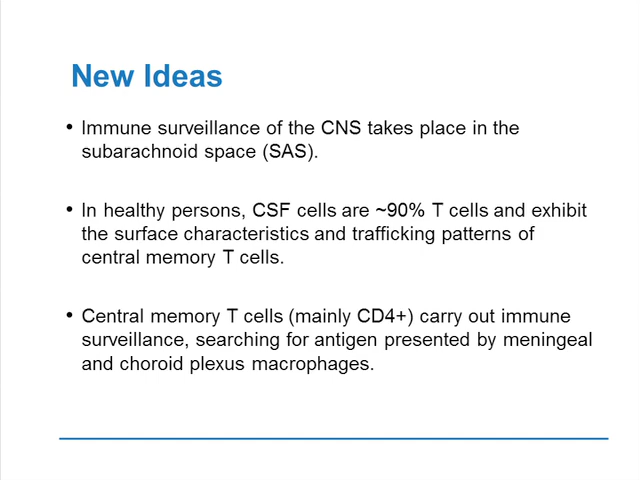 New Ideas
• Immune surveillance of the CNS takes place in the
subarachnoid space (SAS).
• In healthy persons, CSF cells are ~90% T cells and exhibit
the surface characteristics and trafficking patterns of
central memory T cells.
• Central memory T cells (mainly CD4+) carry out immune
surveillance, searching for antigen presented by meningeal
and choroid plexus macrophages.